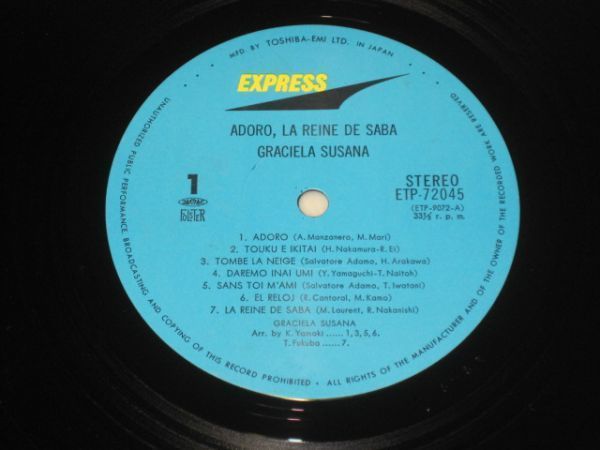 MFD. BY TOSHIBA-EMI LTD. IN JAPAN.
EXPRESS
ADORO, LA REINE DE SABA
GRACIELA SUSANA
1
STEREO
ETP-72045
(ETP-9072-A)
33⅓ r. p. m.
1. ADORO (A. Manzanero, M. Mari)
2. TOUKU E IKITAI (H. Nakamura-R. Ei)
3. TOMBE LA NEIGE (Salvatore Adamo, H. Arakawa)
4. DAREMO INAI UMI (Y. Yamaguchi-T. Naitoh)
5. SANS TOI M'AMI (Salvatore Adamo, T. Iwatani)
6. EL RELOJ (R. Cantoral, M. Kamo)
7. LA REINE DE SABA (M. Laurent, R. Nakanishi)
GRACIELA SUSANA
Arr. by K. Yamaki ...... 1, 3, 5, 6.
T. Fukuba ...... 7.
UNAUTHORIZED PUBLIC PERFORMANCE BROADCASTING AND COPYING OF THIS RECORD PROHIBITED • ALL RIGHTS OF THE MANUFACTURER AND OF THE OWNER OF THE RECORDED WORK ARE RESERVED